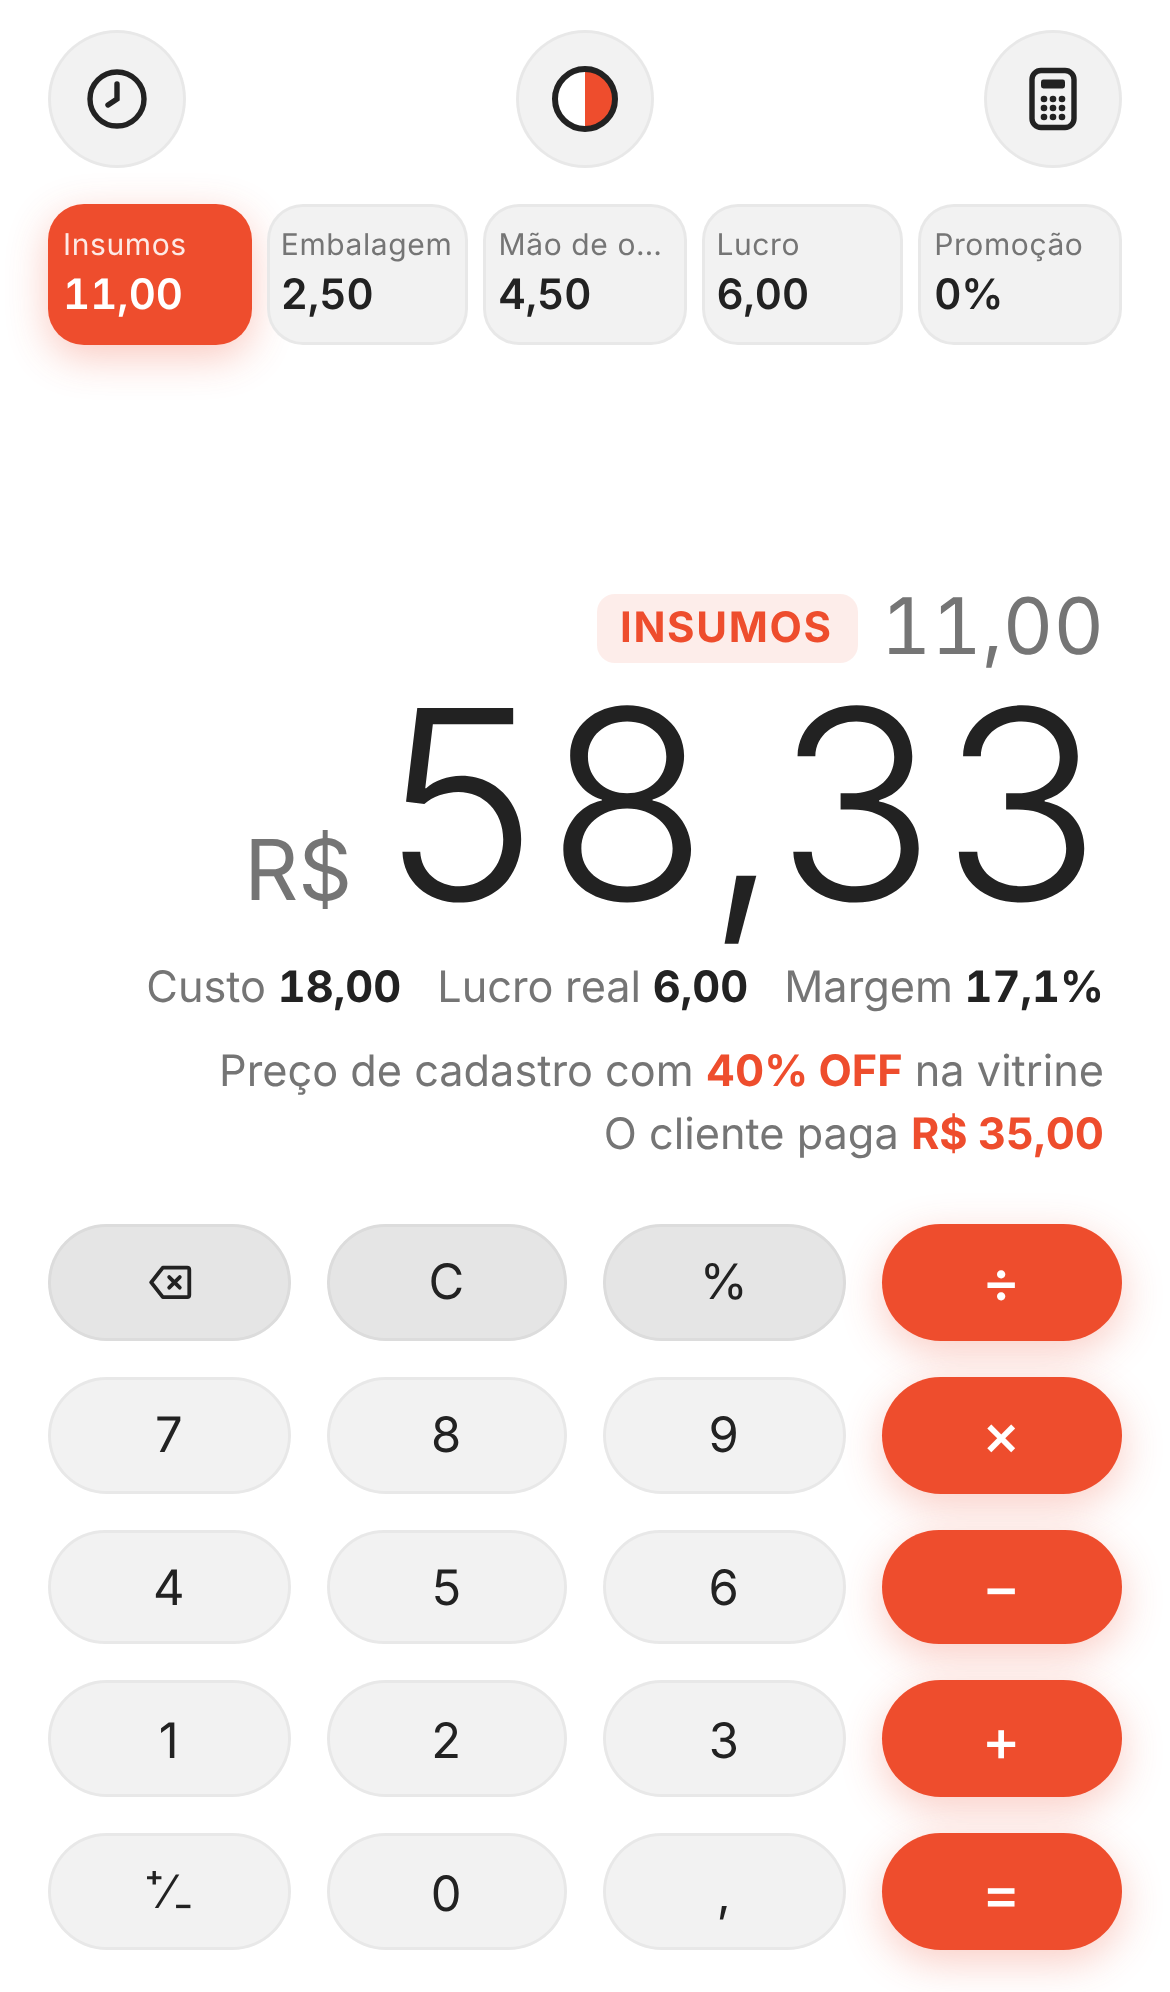 Insumos Embalagem Mão de o... Lucro Promoção
11,00 2,50 4,50 6,00 0%
INSUMOS 11,00
R$ 58,33
Custo 18,00 Lucro real 6,00 Margem 17,1%
Preço de cadastro com 40% OFF na vitrine
O cliente paga R$ 35,00
C % ÷
7 8 9 ×
4 5 6 −
1 2 3 +
+/− 0 , =